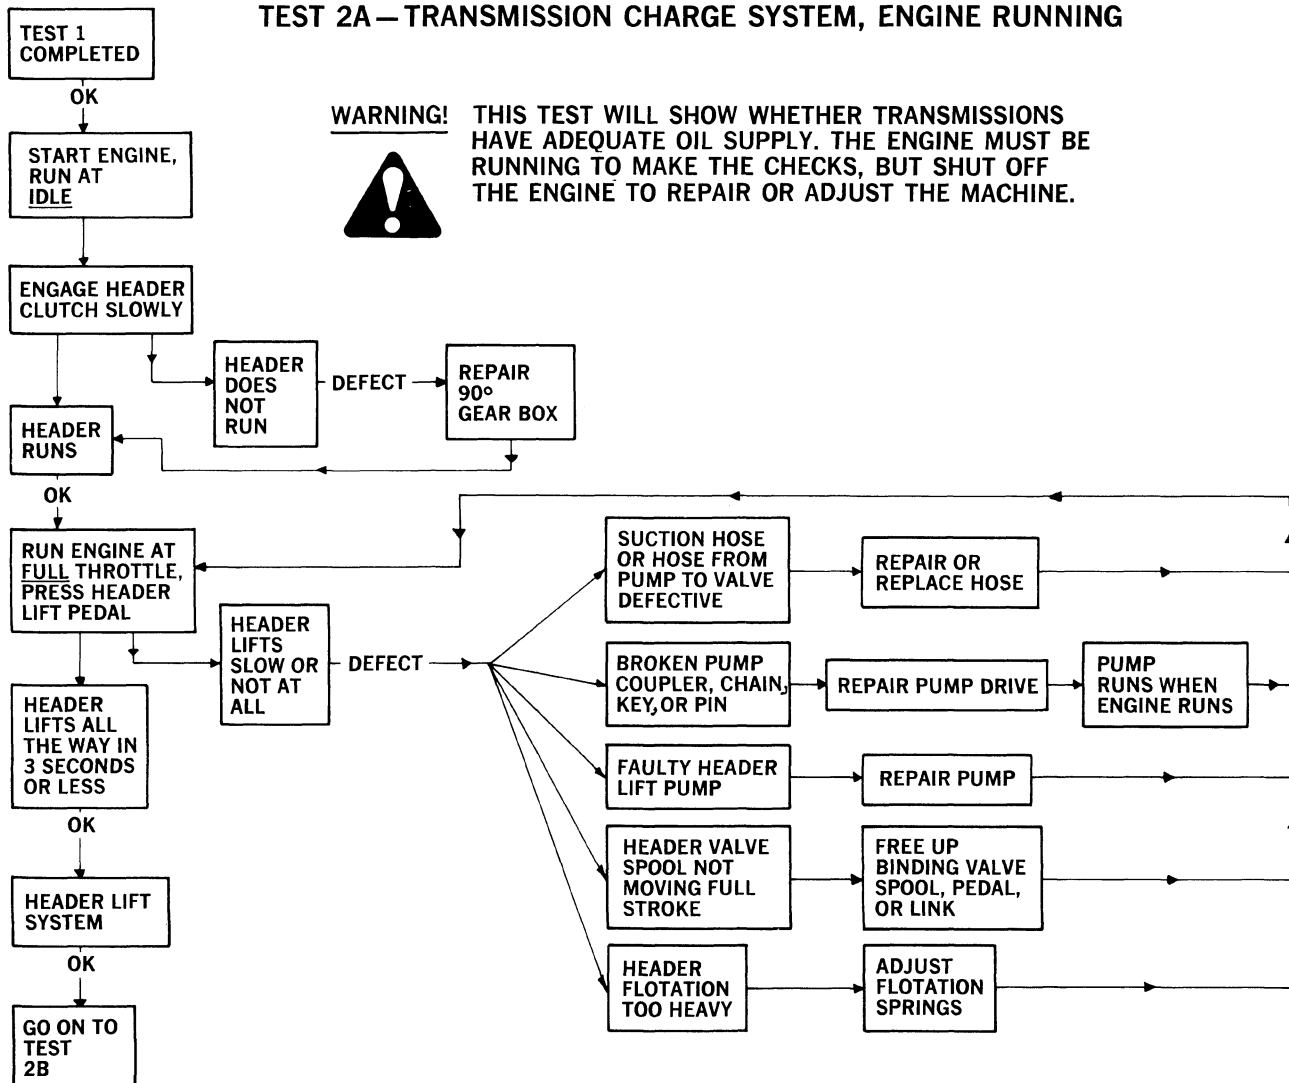 TEST 2A—TRANSMISSION CHARGE SYSTEM, ENGINE RUNNING
TEST 1
COMPLETED
OK
WARNING! THIS TEST WILL SHOW WHETHER TRANSMISSIONS
HAVE ADEQUATE OIL SUPPLY. THE ENGINE MUST BE
RUNNING TO MAKE THE CHECKS, BUT SHUT OFF
THE ENGINE TO REPAIR OR ADJUST THE MACHINE.
START ENGINE,
RUN AT
IDLE
ENGAGE HEADER
CLUTCH SLOWLY
HEADER
DOES
NOT
RUN
DEFECT
REPAIR
90°
GEAR BOX
HEADER
RUNS
OK
RUN ENGINE AT
FULL THROTTLE,
PRESS HEADER
LIFT PEDAL
HEADER
LIFTS
SLOW OR
NOT AT
ALL
DEFECT
SUCTION HOSE
OR HOSE FROM
PUMP TO VALVE
DEFECTIVE
REPAIR OR
REPLACE HOSE
BROKEN PUMP
COUPLER, CHAIN,
KEY, OR PIN
REPAIR PUMP DRIVE
PUMP
RUNS WHEN
ENGINE RUNS
FAULTY HEADER
LIFT PUMP
REPAIR PUMP
HEADER VALVE
SPOOL NOT
MOVING FULL
STROKE
FREE UP
BINDING VALVE
SPOOL, PEDAL,
OR LINK
HEADER
FLOTATION
TOO HEAVY
ADJUST
FLOTATION
SPRINGS
HEADER
LIFTS ALL
THE WAY IN
3 SECONDS
OR LESS
OK
HEADER LIFT
SYSTEM
OK
GO ON TO
TEST
2B